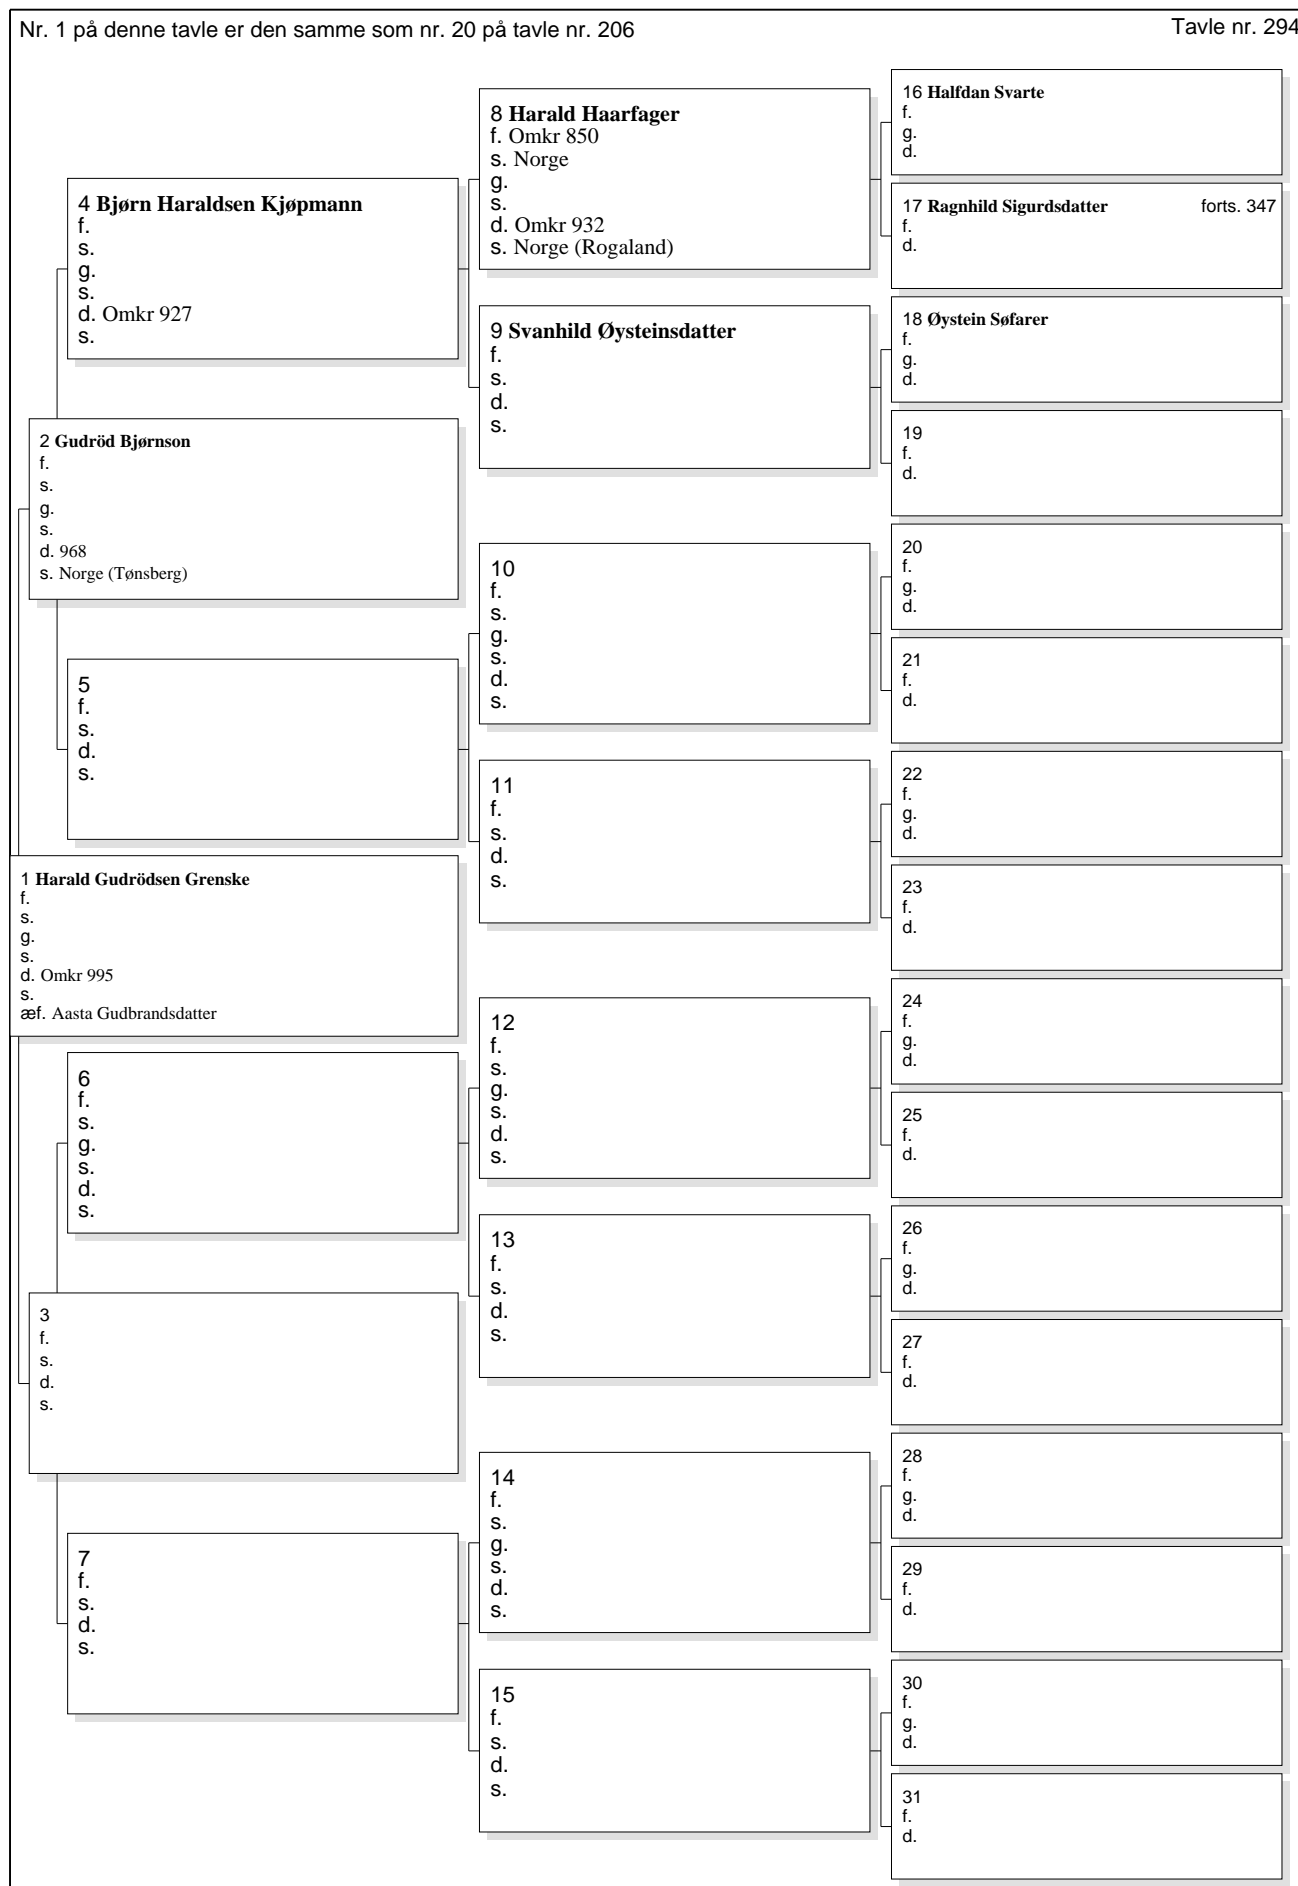 Nr. 1 på denne tavle er den samme som nr. 20 på tavle nr. 206
Tavle nr. 294
8 Harald Haarfager
f. Omkr 850
s. Norge
g.
s.
d. Omkr 932
s. Norge (Rogaland)
16 Halfdan Svarte
f.
g.
d.
4 Bjørn Haraldsen Kjøpmann
f.
s.
g.
s.
d. Omkr 927
s.
17 Ragnhild Sigurdsdatter forts. 347
f.
d.
9 Svanhild Øysteinsdatter
f.
s.
d.
s.
18 Øystein Søfarer
f.
g.
d.
2 Gudröd Bjørnson
f.
s.
g.
s.
d. 968
s. Norge (Tønsberg)
19
f.
d.
10
f.
s.
g.
s.
d.
s.
20
f.
g.
d.
21
f.
d.
5
f.
s.
d.
s.
11
f.
s.
d.
s.
22
f.
g.
d.
23
f.
d.
1 Harald Gudrödsen Grenske
f.
s.
g.
s.
d. Omkr 995
s.
æf. Aasta Gudbrandsdatter
12
f.
s.
g.
s.
d.
s.
24
f.
g.
d.
25
f.
d.
6
f.
s.
g.
s.
d.
s.
13
f.
s.
d.
s.
26
f.
g.
d.
27
f.
d.
3
f.
s.
d.
s.
14
f.
s.
g.
s.
d.
s.
28
f.
g.
d.
29
f.
d.
7
f.
s.
d.
s.
15
f.
s.
d.
s.
30
f.
g.
d.
31
f.
d.